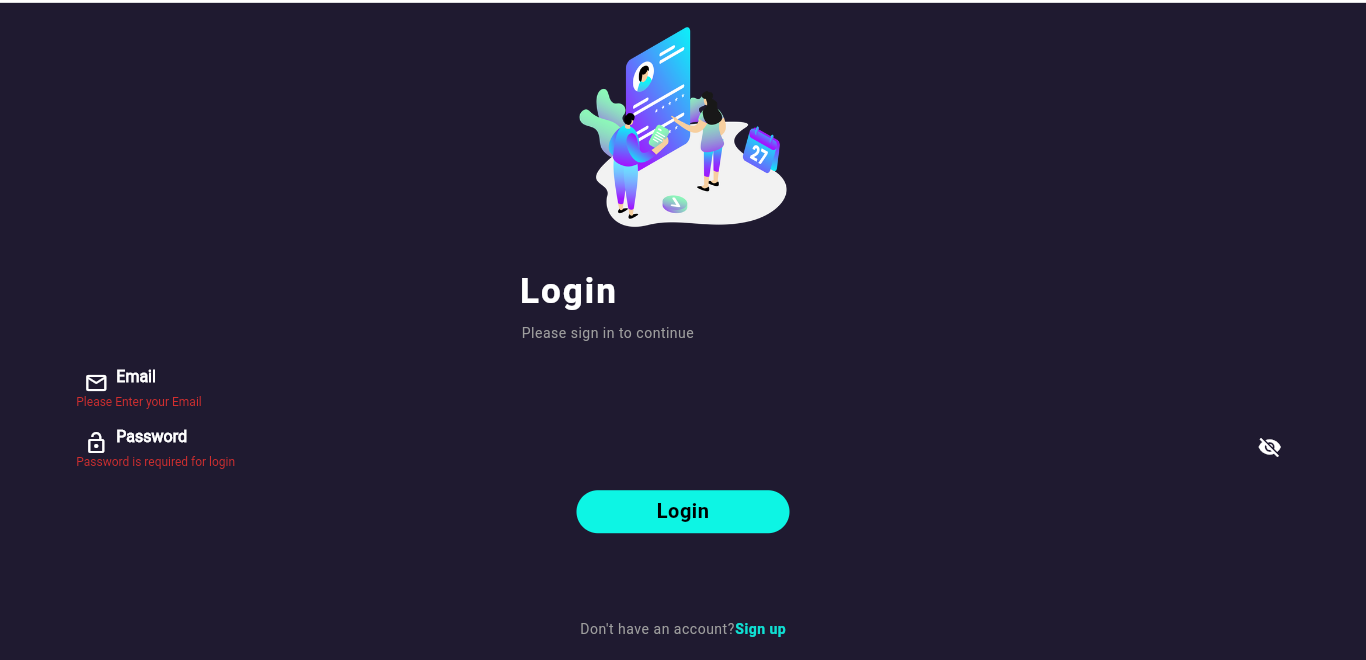 27
Login
Please sign in to continue
Email
Please Enter your Email
Password
Password is required for login
Login
Don't have an account?Sign up